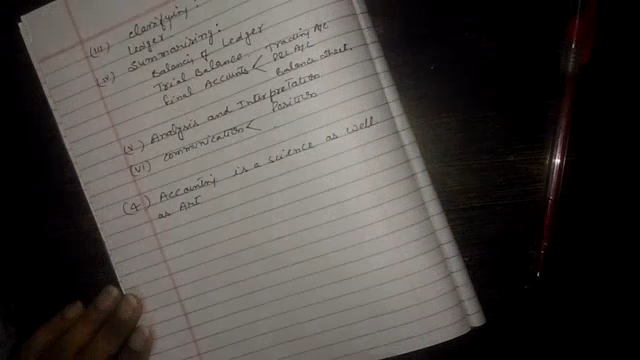 (III) classifying :
Ledger
(IV) Summarising :
Balancing of Ledger
Trial Balance
Final Accounts < Trading A/C
P&L A/C
Balance Sheet.
(V) Analysis and Interpretation
(VI) Communication < Position
(4) Accounting is a science as well
as Art